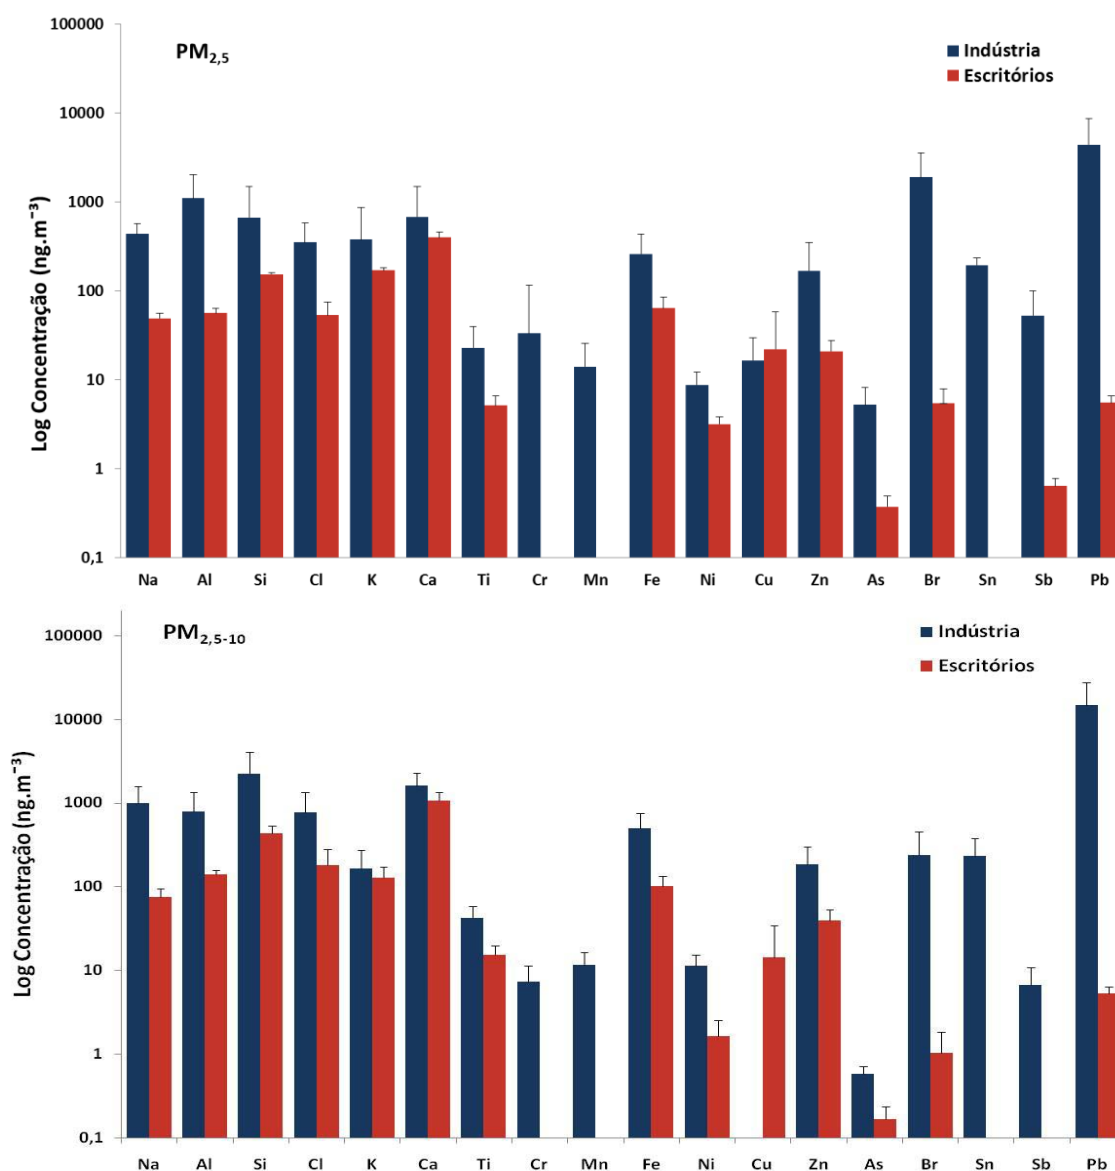 PM2,5
Indústria
Escritórios
Log Concentração (ng.m⁻³)
100000
10000
1000
100
10
1
0,1
Na Al Si Cl K Ca Ti Cr Mn Fe Ni Cu Zn As Br Sn Sb Pb
PM2,5-10
Indústria
Escritórios
Log Concentração (ng.m⁻³)
100000
10000
1000
100
10
1
0,1
Na Al Si Cl K Ca Ti Cr Mn Fe Ni Cu Zn As Br Sn Sb Pb